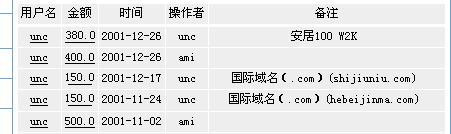 用户名 金额 时间 操作者 备注
unc 380.0 2001-12-26 unc 安居100 W2K
unc 400.0 2001-12-26 ami
unc 150.0 2001-12-17 unc 国际域名（.com）(shijiuniu.com)
unc 150.0 2001-11-24 unc 国际域名（.com）(hebeijinma.com)
unc 500.0 2001-11-02 ami